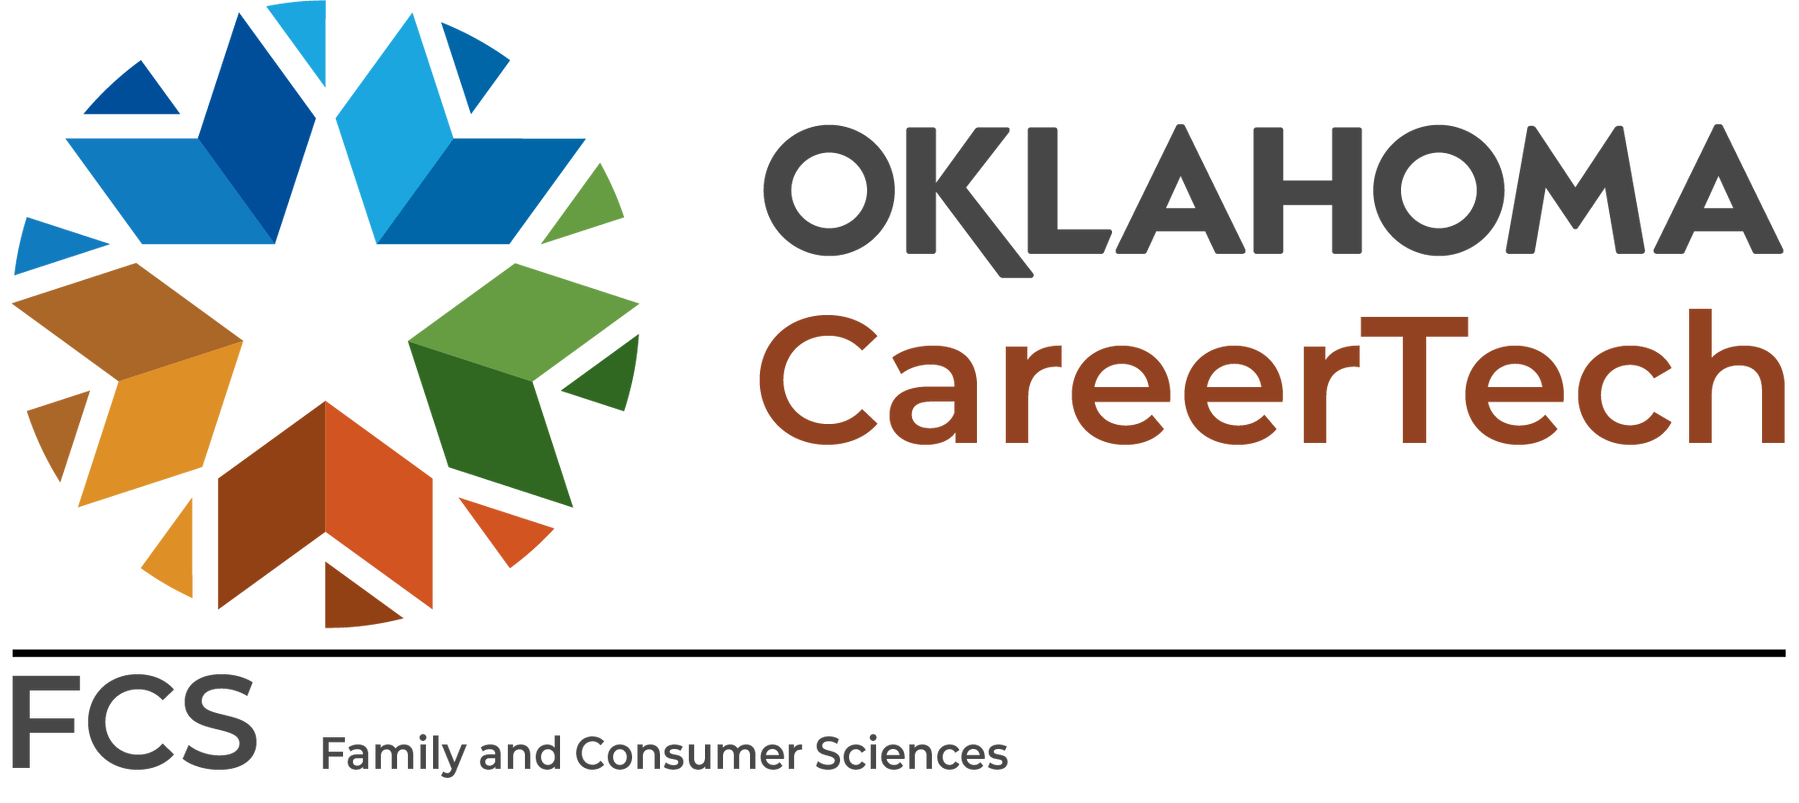 OKLAHOMA
CareerTech
FCS
Family and Consumer Sciences